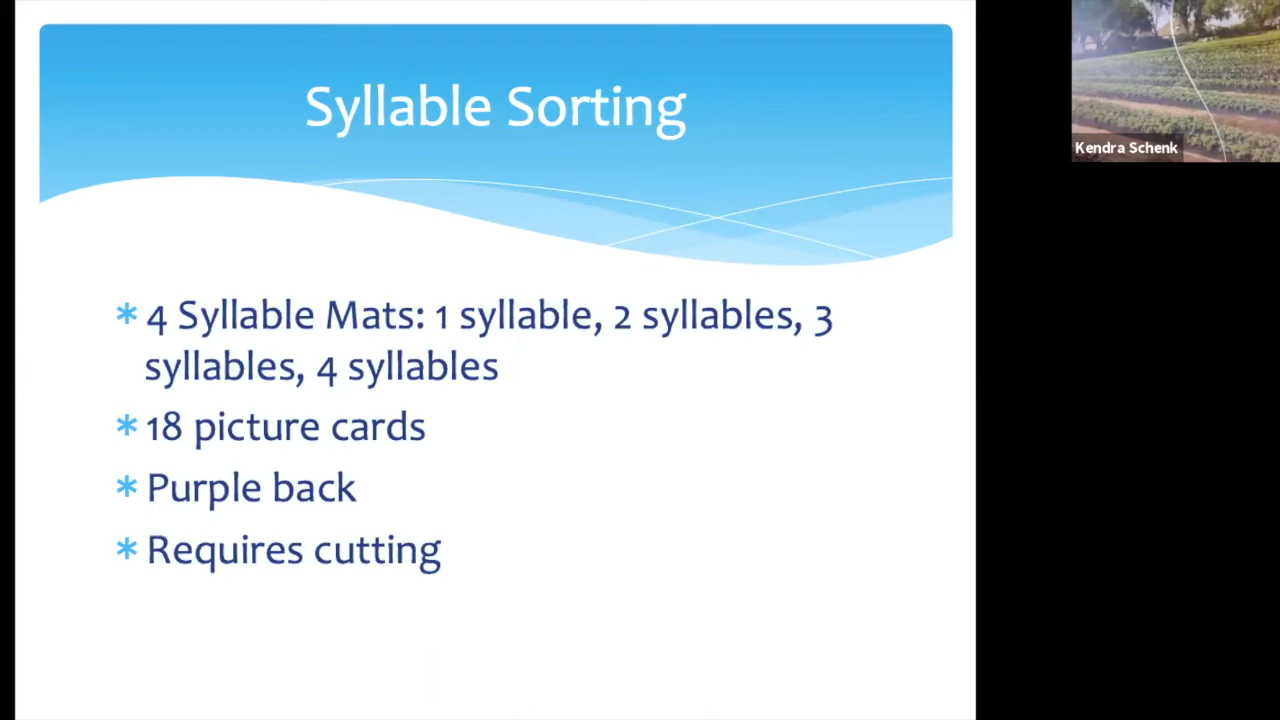 Syllable Sorting
* 4 Syllable Mats: 1 syllable, 2 syllables, 3
syllables, 4 syllables
* 18 picture cards
* Purple back
* Requires cutting
Kendra Schenk